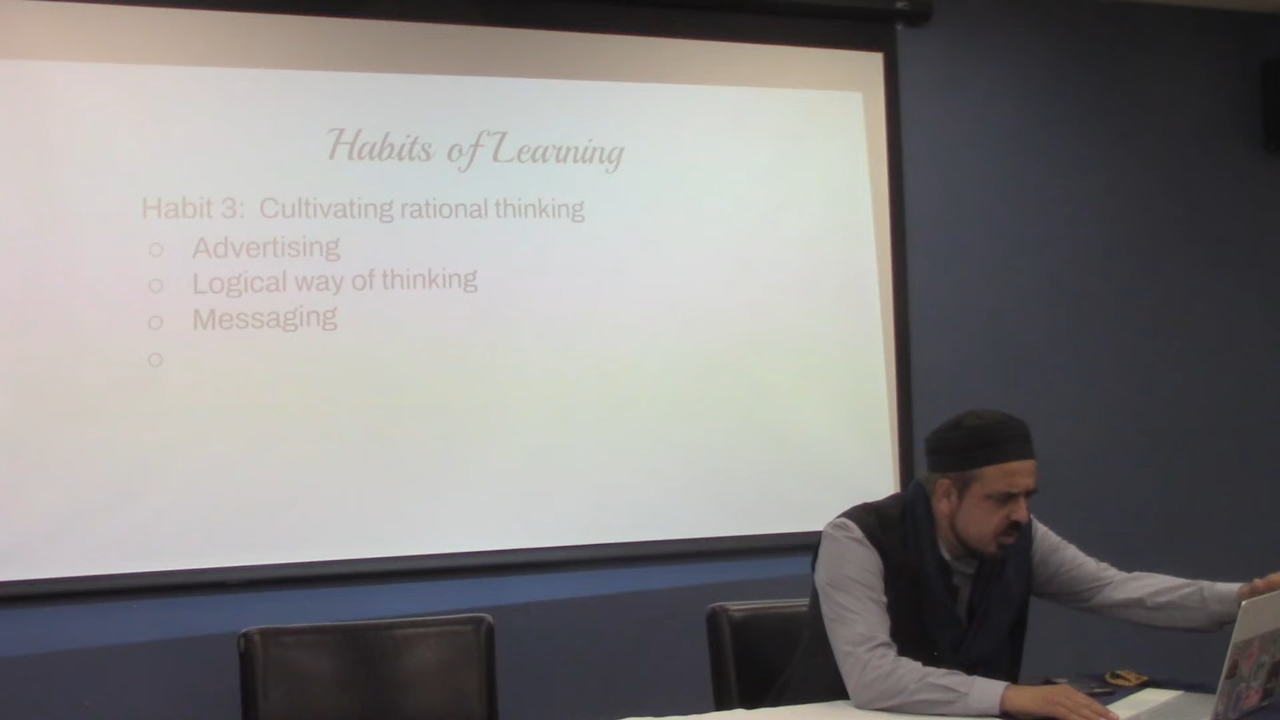 Habits of Learning
Habit 3: Cultivating rational thinking
Advertising
Logical way of thinking
Messaging